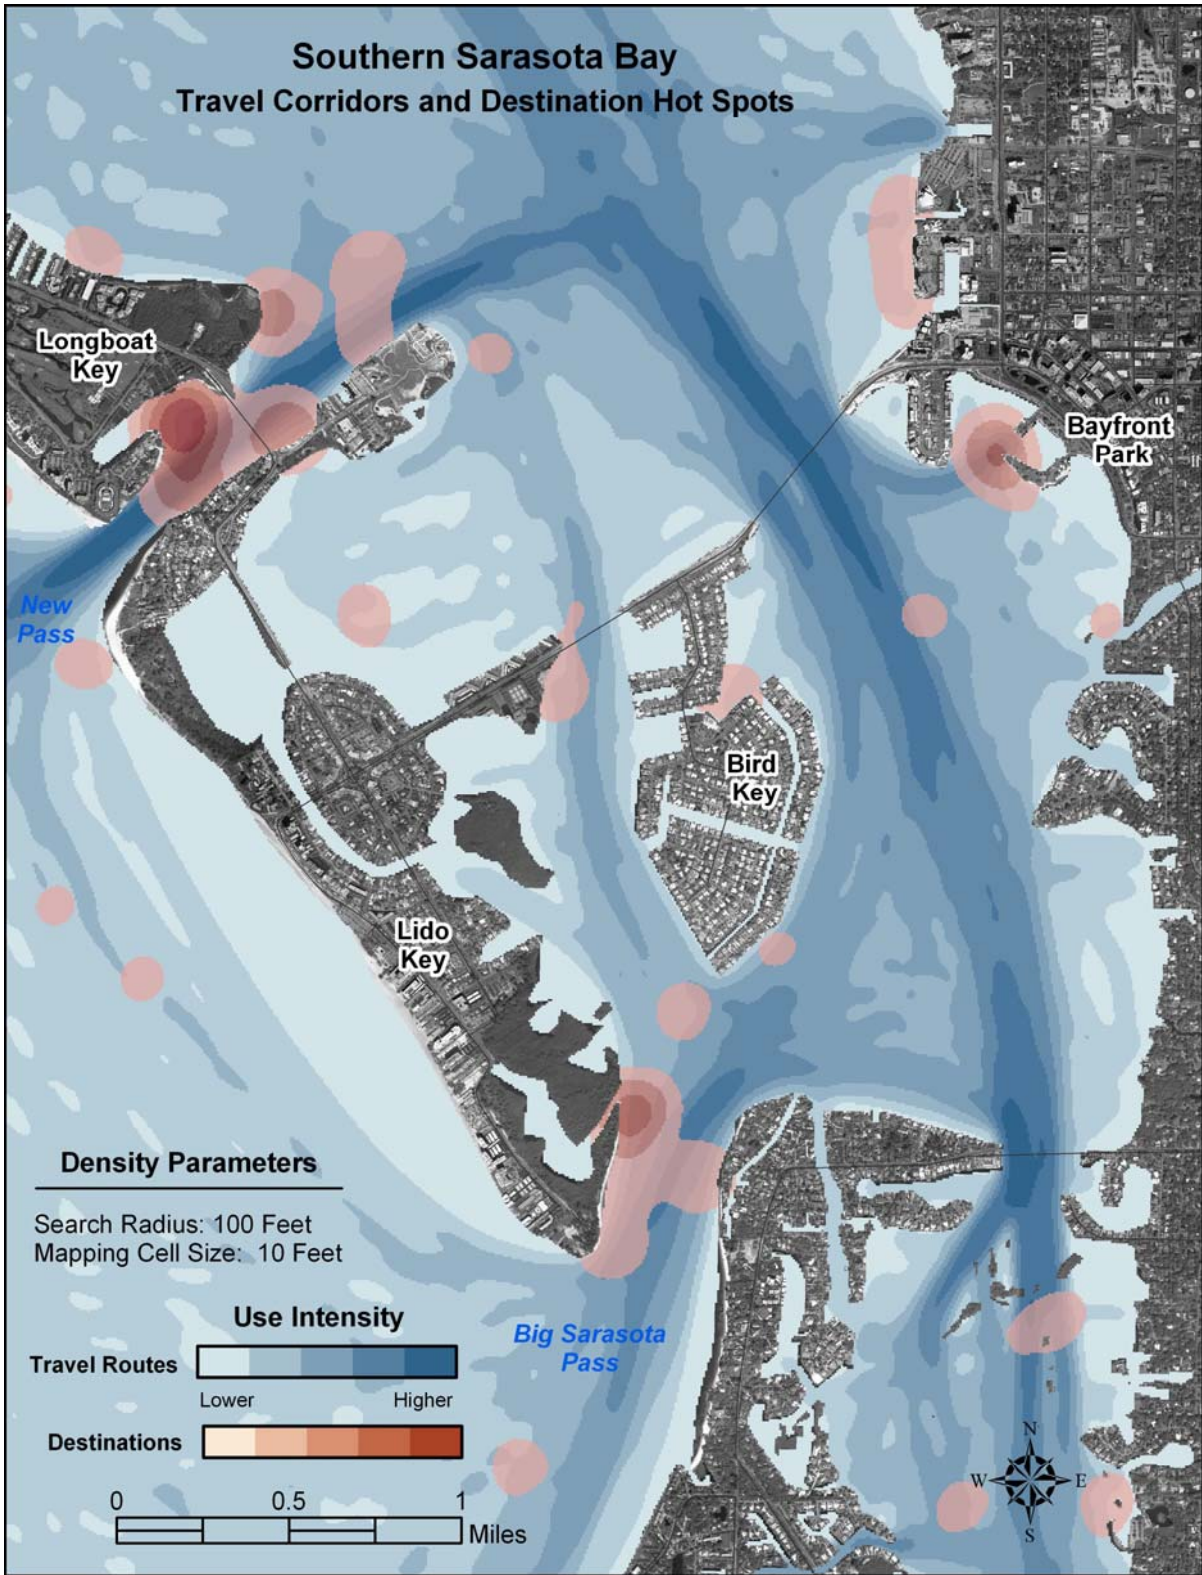 Southern Sarasota Bay
Travel Corridors and Destination Hot Spots
Longboat
Key
Bayfront
Park
New
Pass
Bird
Key
Lido
Key
Density Parameters
Search Radius: 100 Feet
Mapping Cell Size: 10 Feet
Use Intensity
Travel Routes
Lower Higher
Destinations
Big Sarasota
Pass
0 0.5 1
Miles
N
W E
S